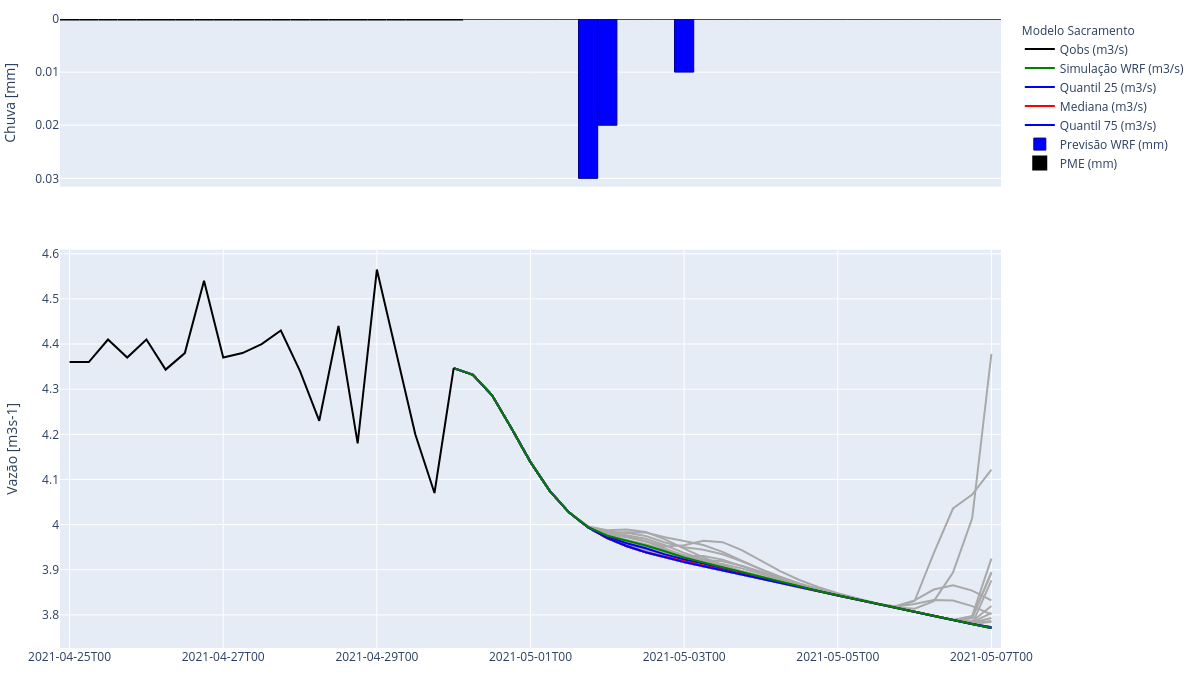 0
0.01
0.02
0.03
Chuva [mm]
Modelo Sacramento
Qobs (m3/s)
Simulação WRF (m3/s)
Quantil 25 (m3/s)
Mediana (m3/s)
Quantil 75 (m3/s)
Previsão WRF (mm)
PME (mm)
4.6
4.5
4.4
4.3
4.2
4.1
4
3.9
3.8
Vazão [m3s-1]
2021-04-25T00
2021-04-27T00
2021-04-29T00
2021-05-01T00
2021-05-03T00
2021-05-05T00
2021-05-07T00